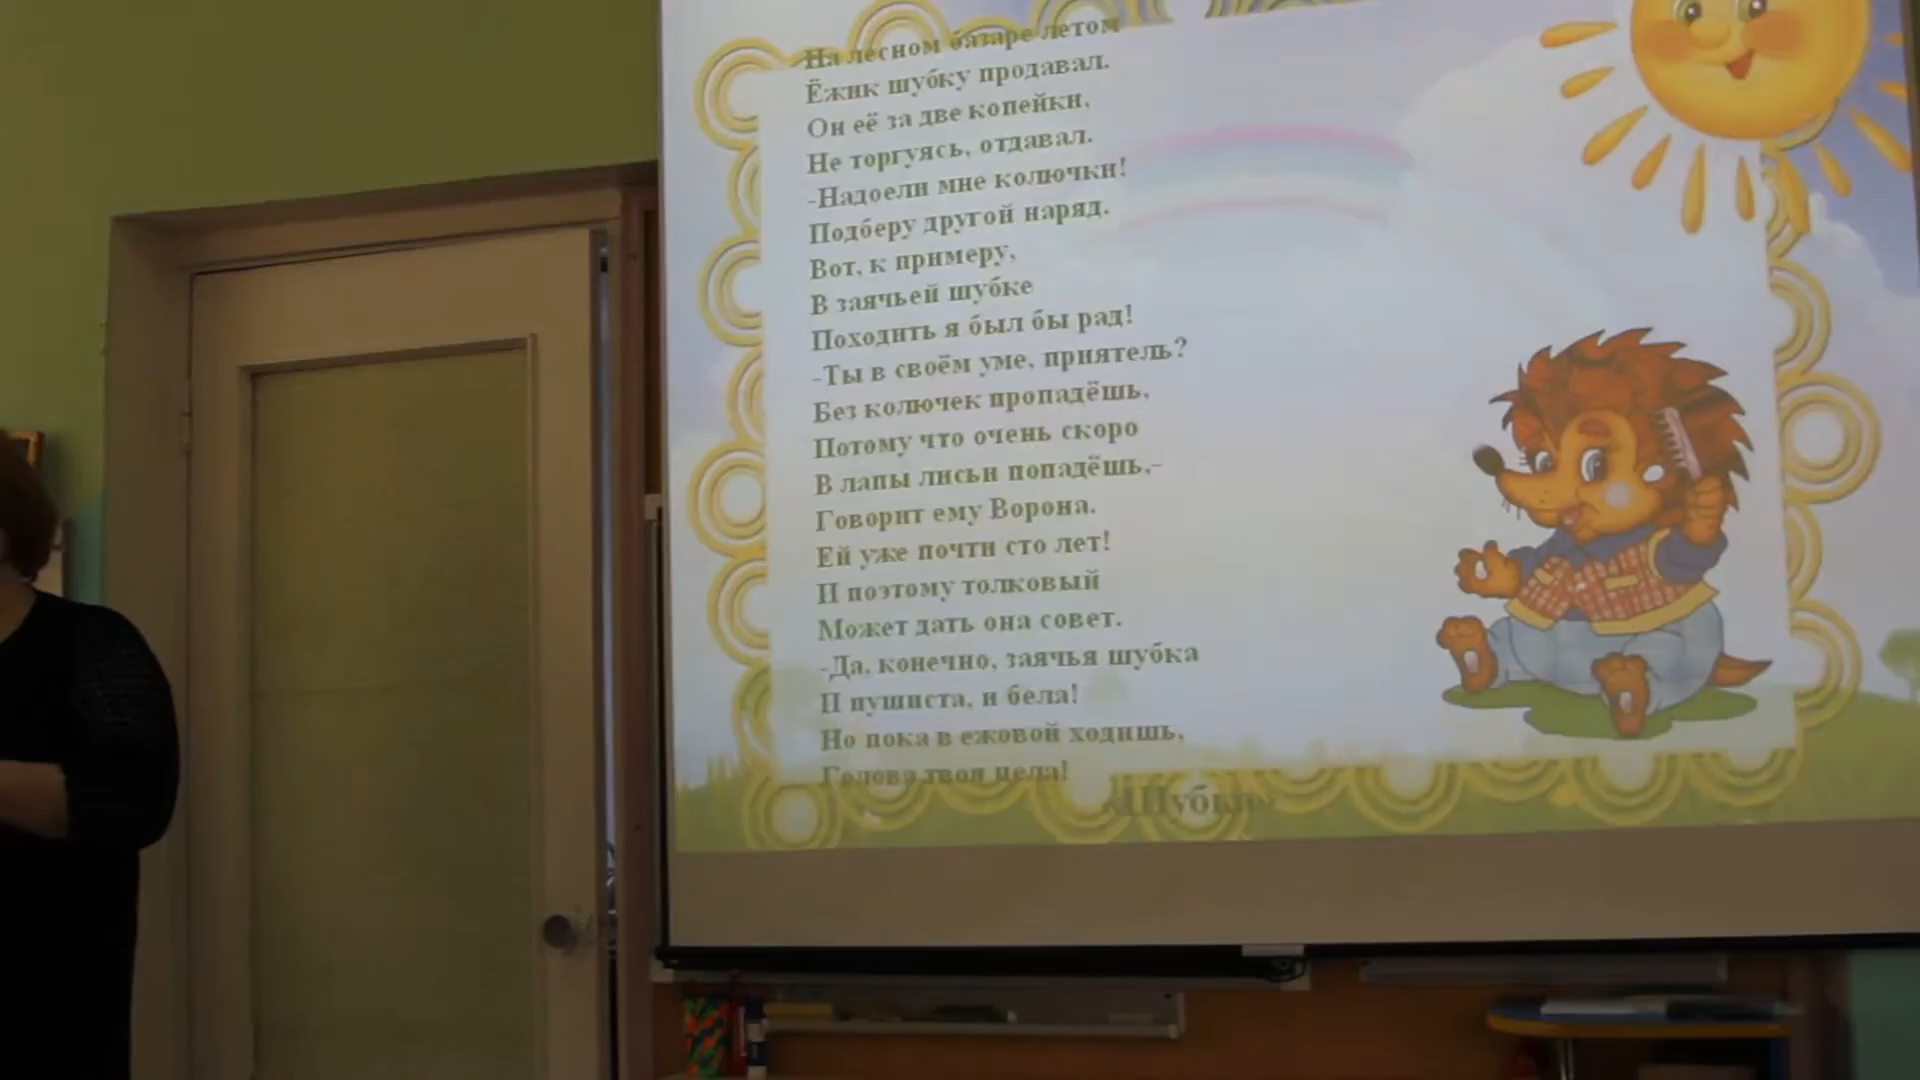 На лесном базаре летом
Ёжик шубку продавал.
Он её за две копейки,
Не торгуясь, отдавал.
-Надоели мне колючки!
Подберу другой наряд.
Вот, к примеру,
В заячьей шубке
Походить я был бы рад!
-Ты в своём уме, приятель?
Без колючек пропадёшь,
Потому что очень скоро
В лапы лисьи попадёшь,-
Говорит ему Ворона.
Ей уже почти сто лет!
И поэтому толковый
Может дать она совет.
-Да, конечно, заячья шубка
И пушиста, и бела!
Но пока в ежовой ходишь,
Голова твоя цела!